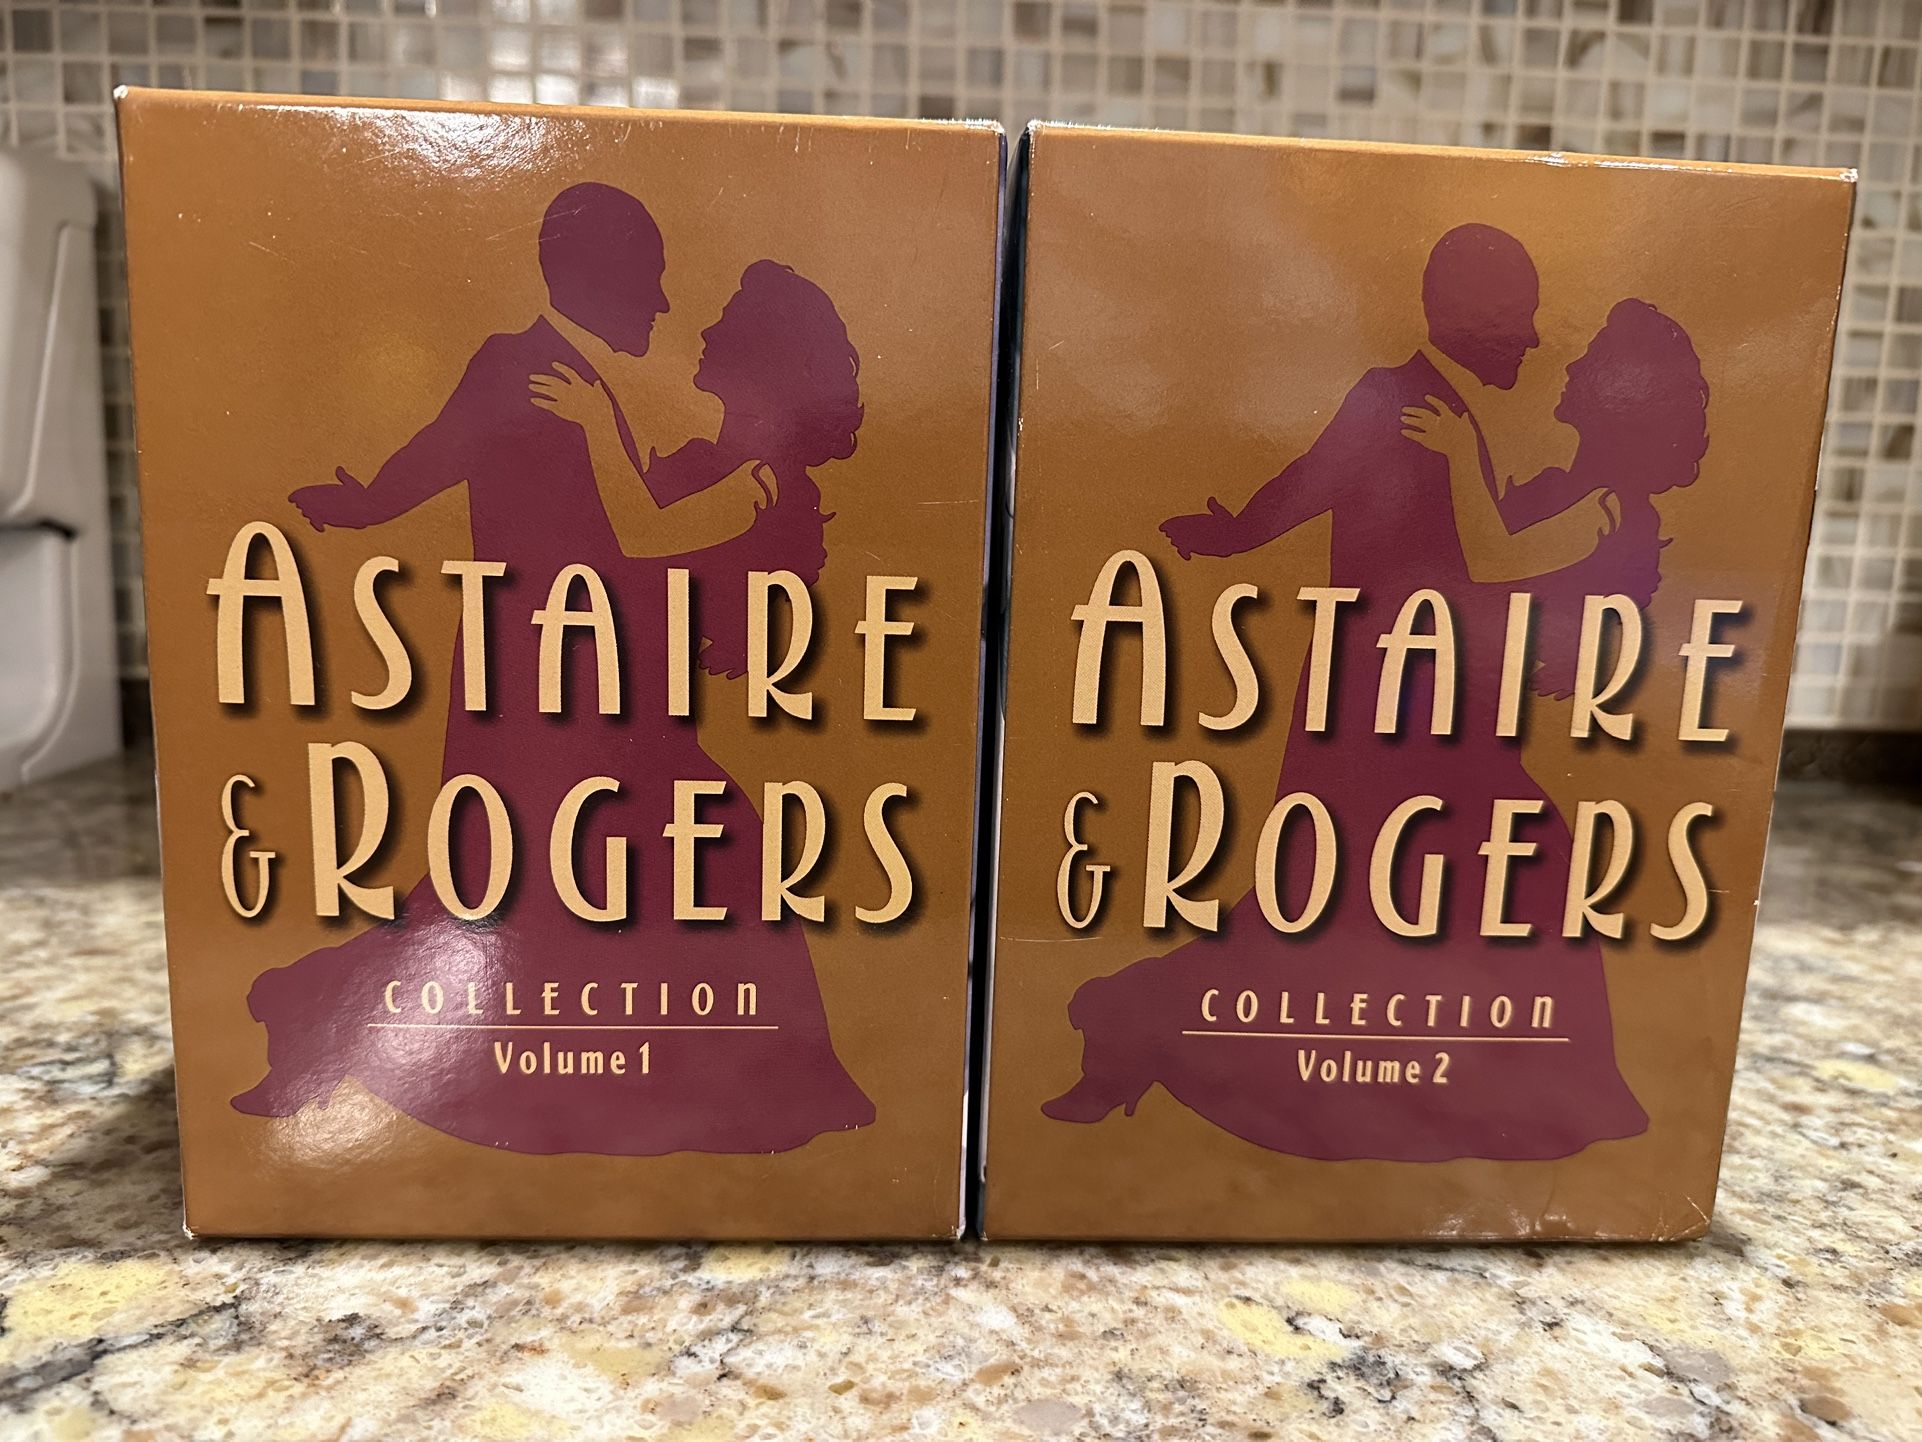 ASTAIRE
& ROGERS
COLLECTION
Volume 1
ASTAIRE
& ROGERS
COLLECTION
Volume 2